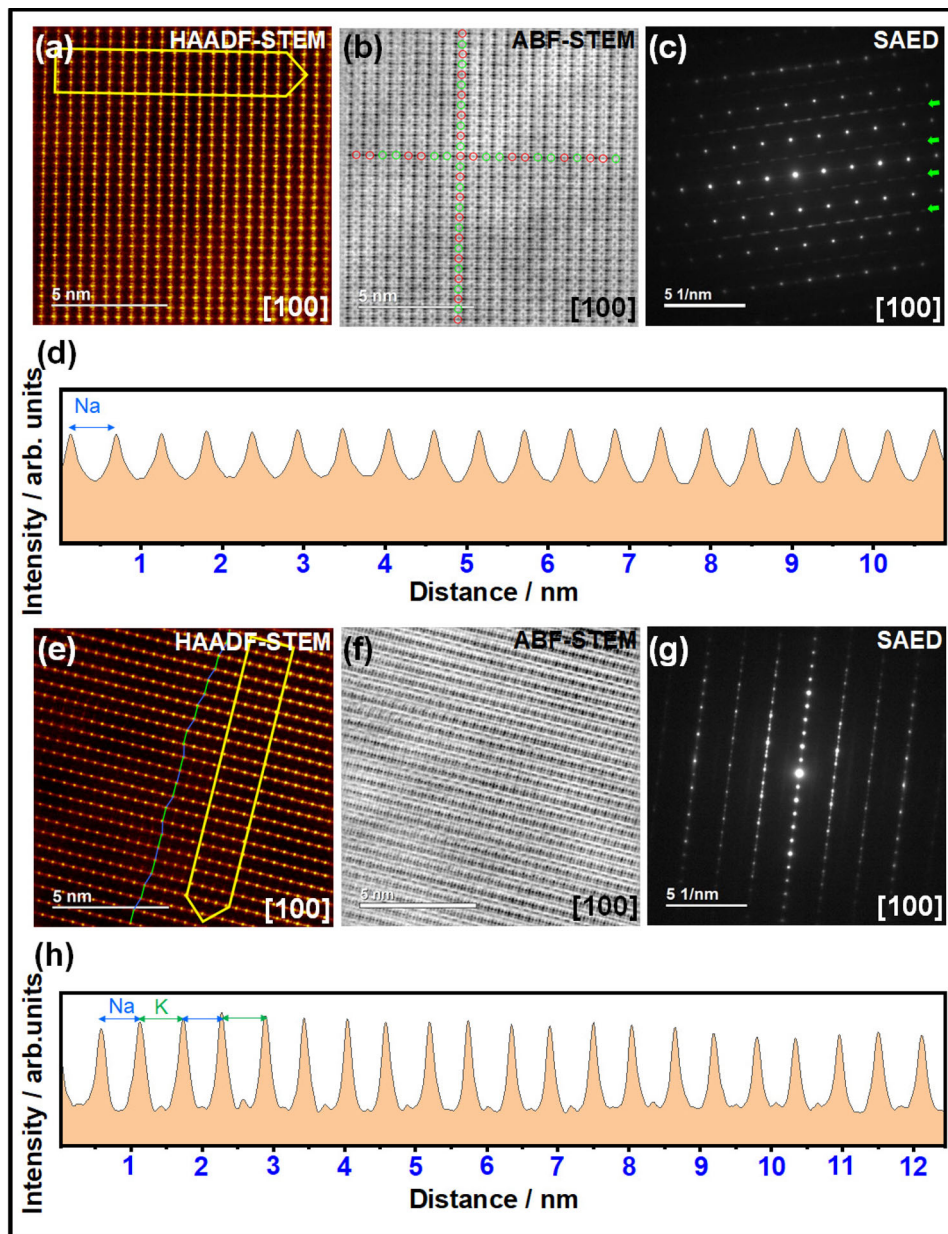 (a) HAADF-STEM
5 nm
[100]
(b) ABF-STEM
5 nm
[100]
(c) SAED
5 1/nm
[100]
(d)
Intensity / arb. units
Na
1 2 3 4 5 6 7 8 9 10
Distance / nm
(e) HAADF-STEM
5 nm
[100]
(f) ABF-STEM
5 nm
[100]
(g) SAED
5 1/nm
[100]
(h)
Intensity / arb.units
Na K
1 2 3 4 5 6 7 8 9 10 11 12
Distance / nm